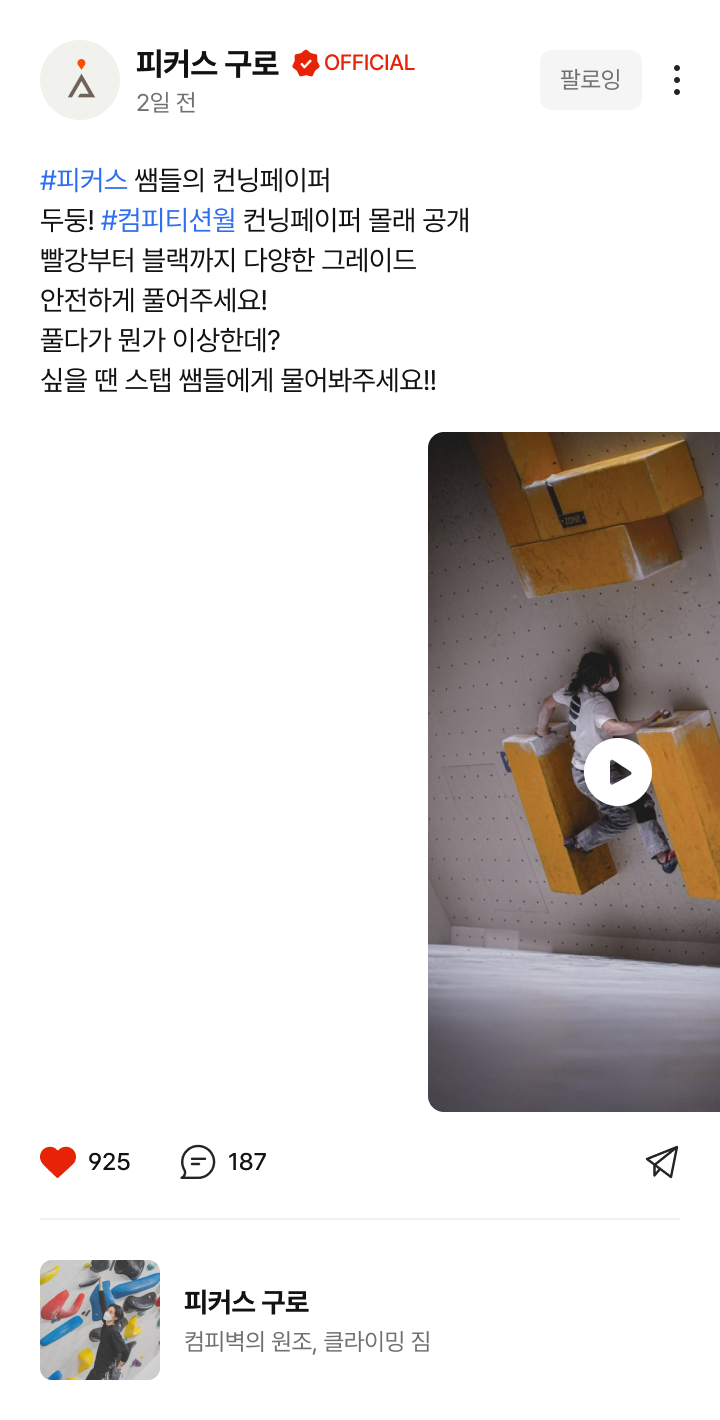 피커스 구로 OFFICIAL
2일 전
팔로잉
#피커스 쌤들의 컨닝페이퍼
두둥! #컴피티션월 컨닝페이퍼 몰래 공개
빨강부터 블랙까지 다양한 그레이드
안전하게 풀어주세요!
풀다가 뭔가 이상한데?
싶을 땐 스탭 쌤들에게 물어봐주세요!!
ZONE
925
187
피커스 구로
컴피벽의 원조, 클라이밍 짐